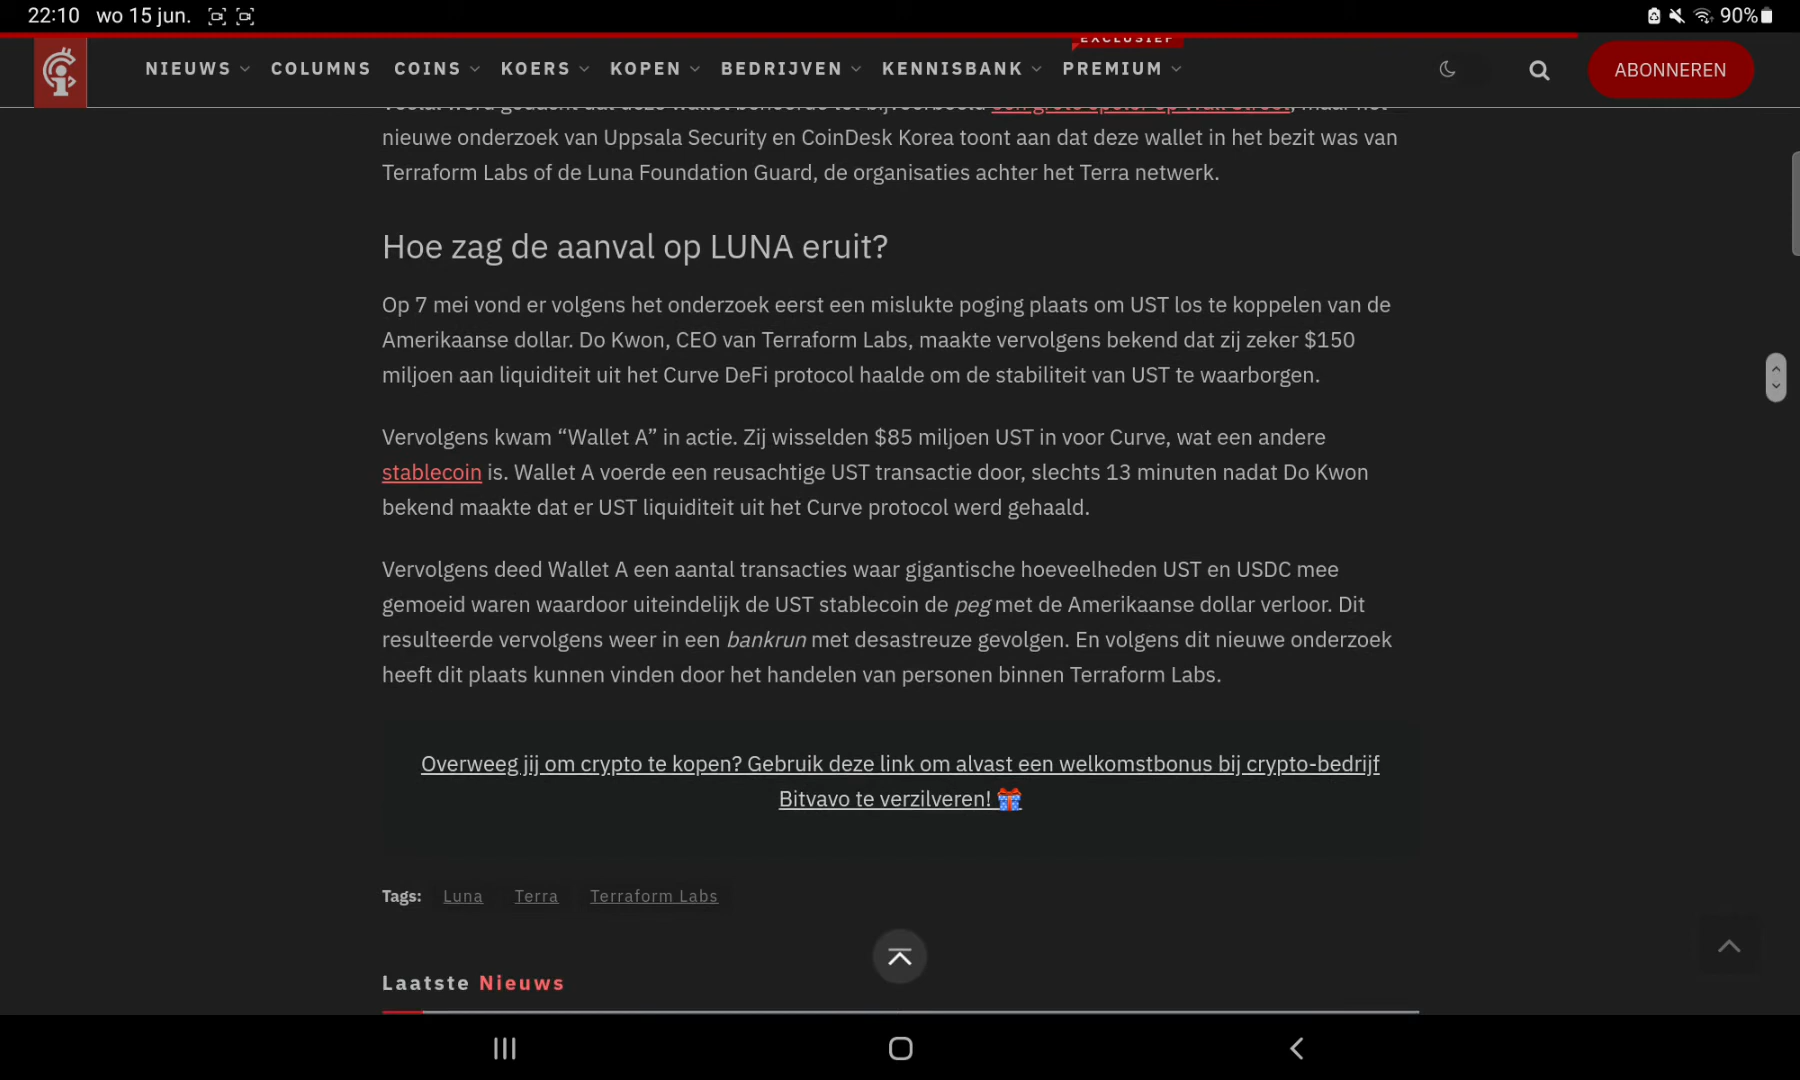 22:10 wo 15 jun. 90%
EXCLUSIEF
NIEUWS COLUMNS COINS KOERS KOPEN BEDRIJVEN KENNISBANK PREMIUM ABONNEREN
nieuwe onderzoek van Uppsala Security en CoinDesk Korea toont aan dat deze wallet in het bezit was van
Terraform Labs of de Luna Foundation Guard, de organisaties achter het Terra netwerk.
Hoe zag de aanval op LUNA eruit?
Op 7 mei vond er volgens het onderzoek eerst een mislukte poging plaats om UST los te koppelen van de
Amerikaanse dollar. Do Kwon, CEO van Terraform Labs, maakte vervolgens bekend dat zij zeker $150
miljoen aan liquiditeit uit het Curve DeFi protocol haalde om de stabiliteit van UST te waarborgen.
Vervolgens kwam “Wallet A” in actie. Zij wisselden $85 miljoen UST in voor Curve, wat een andere
stablecoin is. Wallet A voerde een reusachtige UST transactie door, slechts 13 minuten nadat Do Kwon
bekend maakte dat er UST liquiditeit uit het Curve protocol werd gehaald.
Vervolgens deed Wallet A een aantal transacties waar gigantische hoeveelheden UST en USDC mee
gemoeid waren waardoor uiteindelijk de UST stablecoin de peg met de Amerikaanse dollar verloor. Dit
resulteerde vervolgens weer in een bankrun met desastreuze gevolgen. En volgens dit nieuwe onderzoek
heeft dit plaats kunnen vinden door het handelen van personen binnen Terraform Labs.
Overweeg jij om crypto te kopen? Gebruik deze link om alvast een welkomstbonus bij crypto-bedrijf
Bitvavo te verzilveren! 🎁
Tags: Luna Terra Terraform Labs
Laatste Nieuws